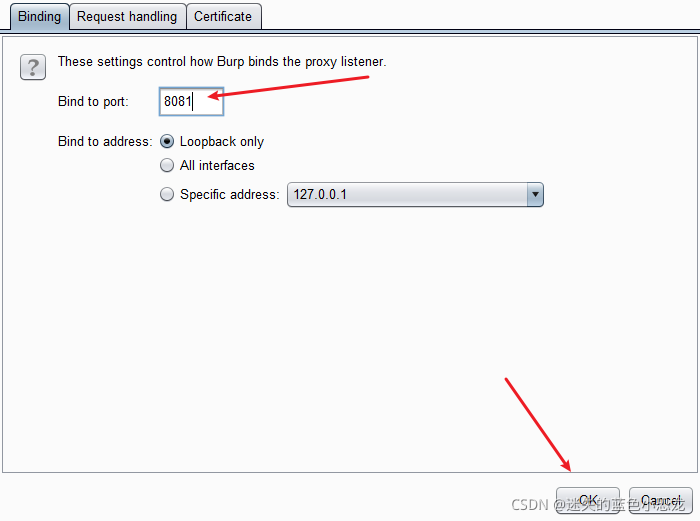 Binding Request handling Certificate
?
These settings control how Burp binds the proxy listener.
Bind to port: 8081
Bind to address: Loopback only
All interfaces
Specific address: 127.0.0.1
OK Cancel
CSDN @迷失的蓝色小恐龙